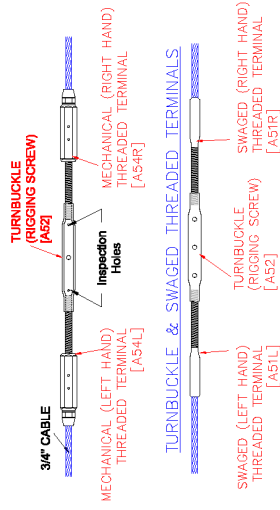 TURNBUCKLE
(RIGGING SCREW)
[A52]
3/4" CABLE
Inspection
Holes
MECHANICAL (LEFT HAND)
THREADED TERMINAL
[A54L]
MECHANICAL (RIGHT HAND)
THREADED TERMINAL
[A54R]
TURNBUCKLE & SWAGED THREADED TERMINALS
SWAGED (LEFT HAND)
THREADED TERMINAL
[A51L]
TURNBUCKLE
(RIGGING SCREW)
[A52]
SWAGED (RIGHT HAND)
THREADED TERMINAL
[A51R]